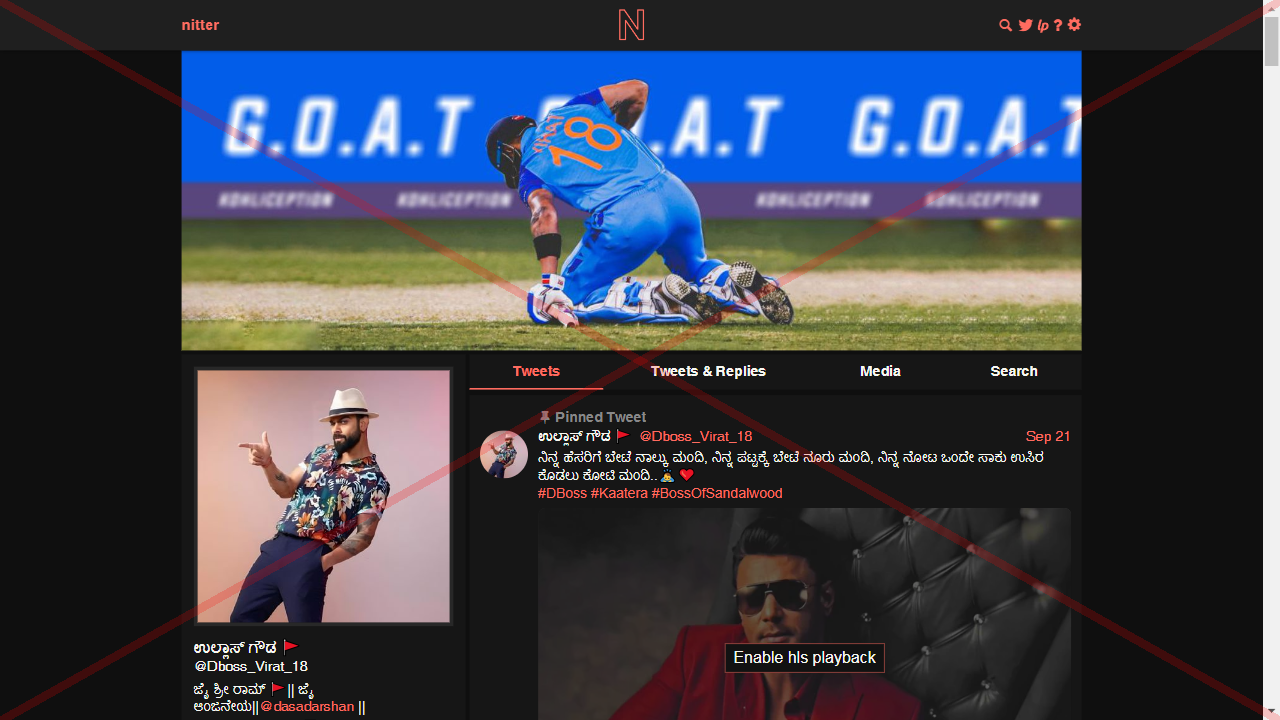 nitter
N
lp ?
G.O.A.T G.O.A.T G.O.A.T
KOHLICEPTION KOHLICEPTION KOHLICEPTION KOHLICEPTION
18
Tweets Tweets & Replies Media Search
Pinned Tweet
ಉಲ್ಲಾಸ್ ಗೌಡ 🚩 @Dboss_Virat_18 Sep 21
ನಿನ್ನ ಹೆಸರಿಗೆ ಬೇಟೆ ನಾಲ್ಕು ಮಂದಿ, ನಿನ್ನ ಪಟ್ಟಕ್ಕೆ ಬೇಟೆ ನೂರು ಮಂದಿ, ನಿನ್ನ ನೋಟ ಒಂದೇ ಸಾಕು ಉಸಿರ
ಕೊಡಲು ಕೋಟಿ ಮಂದಿ..
#DBoss #Kaatera #BossOfSandalwood
Enable hls playback
ಉಲ್ಲಾಸ್ ಗೌಡ 🚩
@Dboss_Virat_18
ಜೈ ಶ್ರೀ ರಾಮ್ 🚩|| ಜೈ
ಆಂಜನೇಯ||@dasadarshan ||